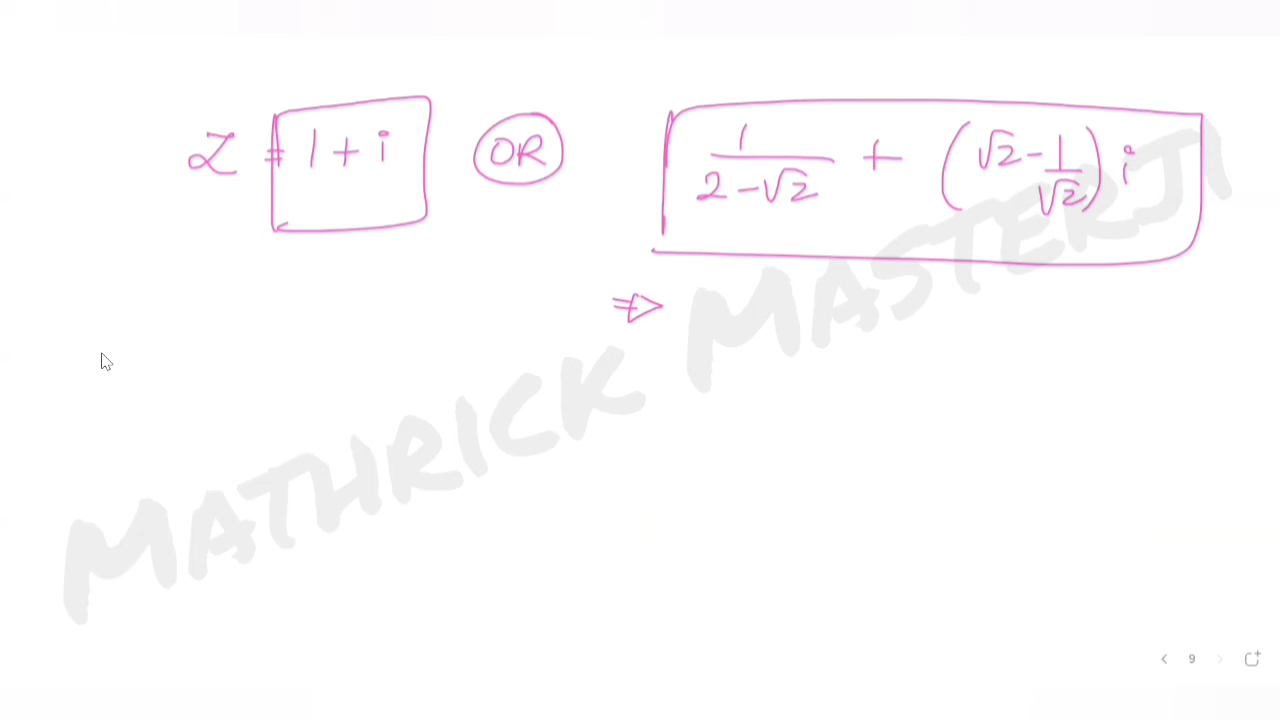 z = 1 + i OR 1/(2-√2) + (√2 - 1/√2) i
⇒
MATHRICK MASTERJI
9